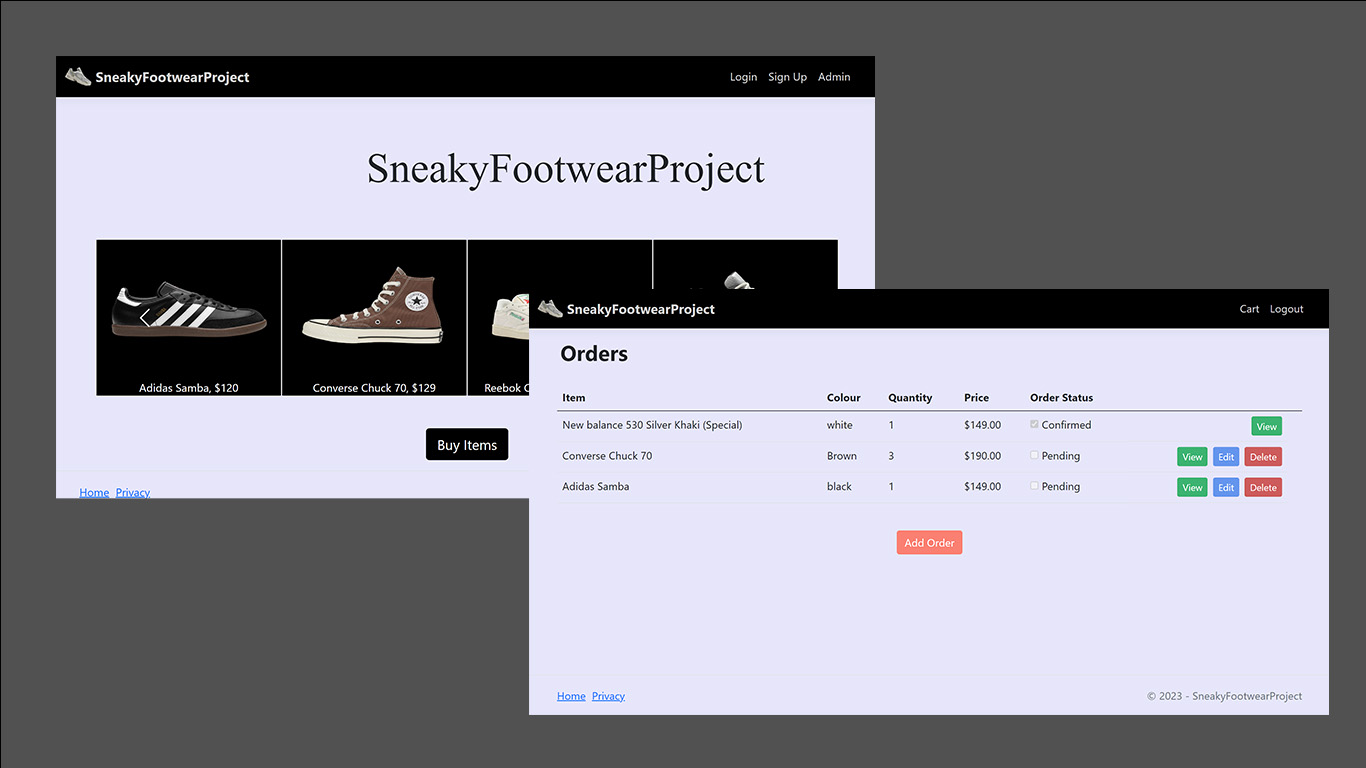 SneakyFootwearProject
Login Sign Up Admin
SneakyFootwearProject
Adidas Samba, $120
Converse Chuck 70, $129
Reebok
Buy Items
Home Privacy
SneakyFootwearProject
Cart Logout
Orders
Item Colour Quantity Price Order Status
New balance 530 Silver Khaki (Special) white 1 $149.00 Confirmed View
Converse Chuck 70 Brown 3 $190.00 Pending View Edit Delete
Adidas Samba black 1 $149.00 Pending View Edit Delete
Add Order
Home Privacy
© 2023 - SneakyFootwearProject